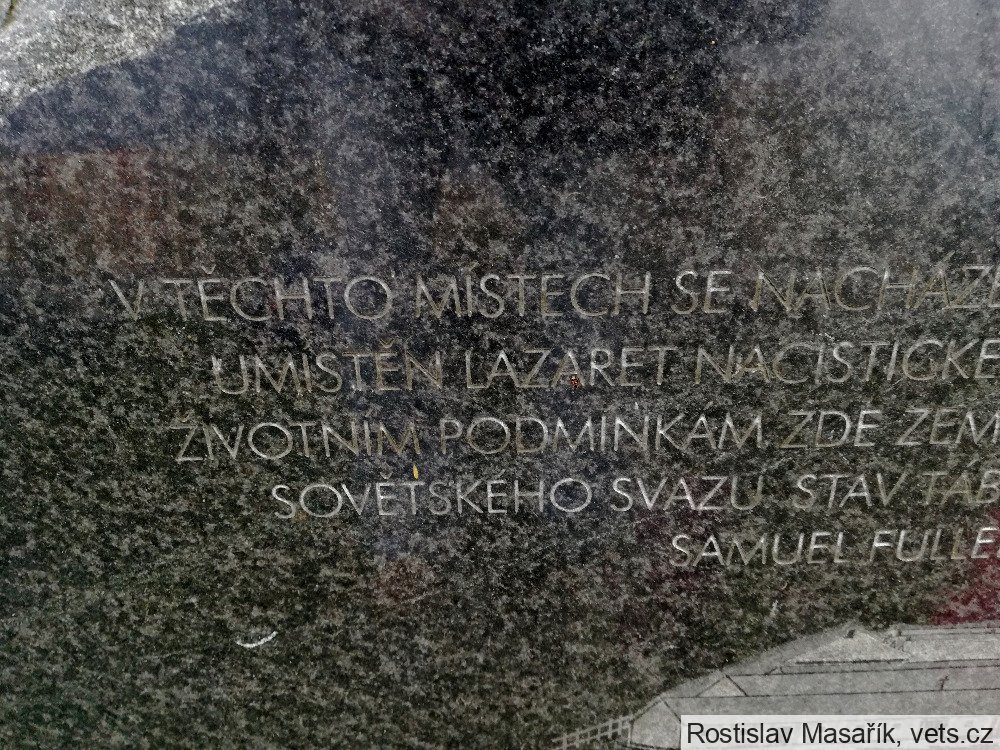 V TĚCHTO MÍSTECH SE NACHÁZE
UMÍSTĚN LAZARET NACISTICKÉ
ŽIVOTNÍM PODMÍNKÁM ZDE ZEM
SOVĚTSKÉHO SVAZU. STAV TÁB
SAMUEL FULLE
Rostislav Masařík, vets.cz